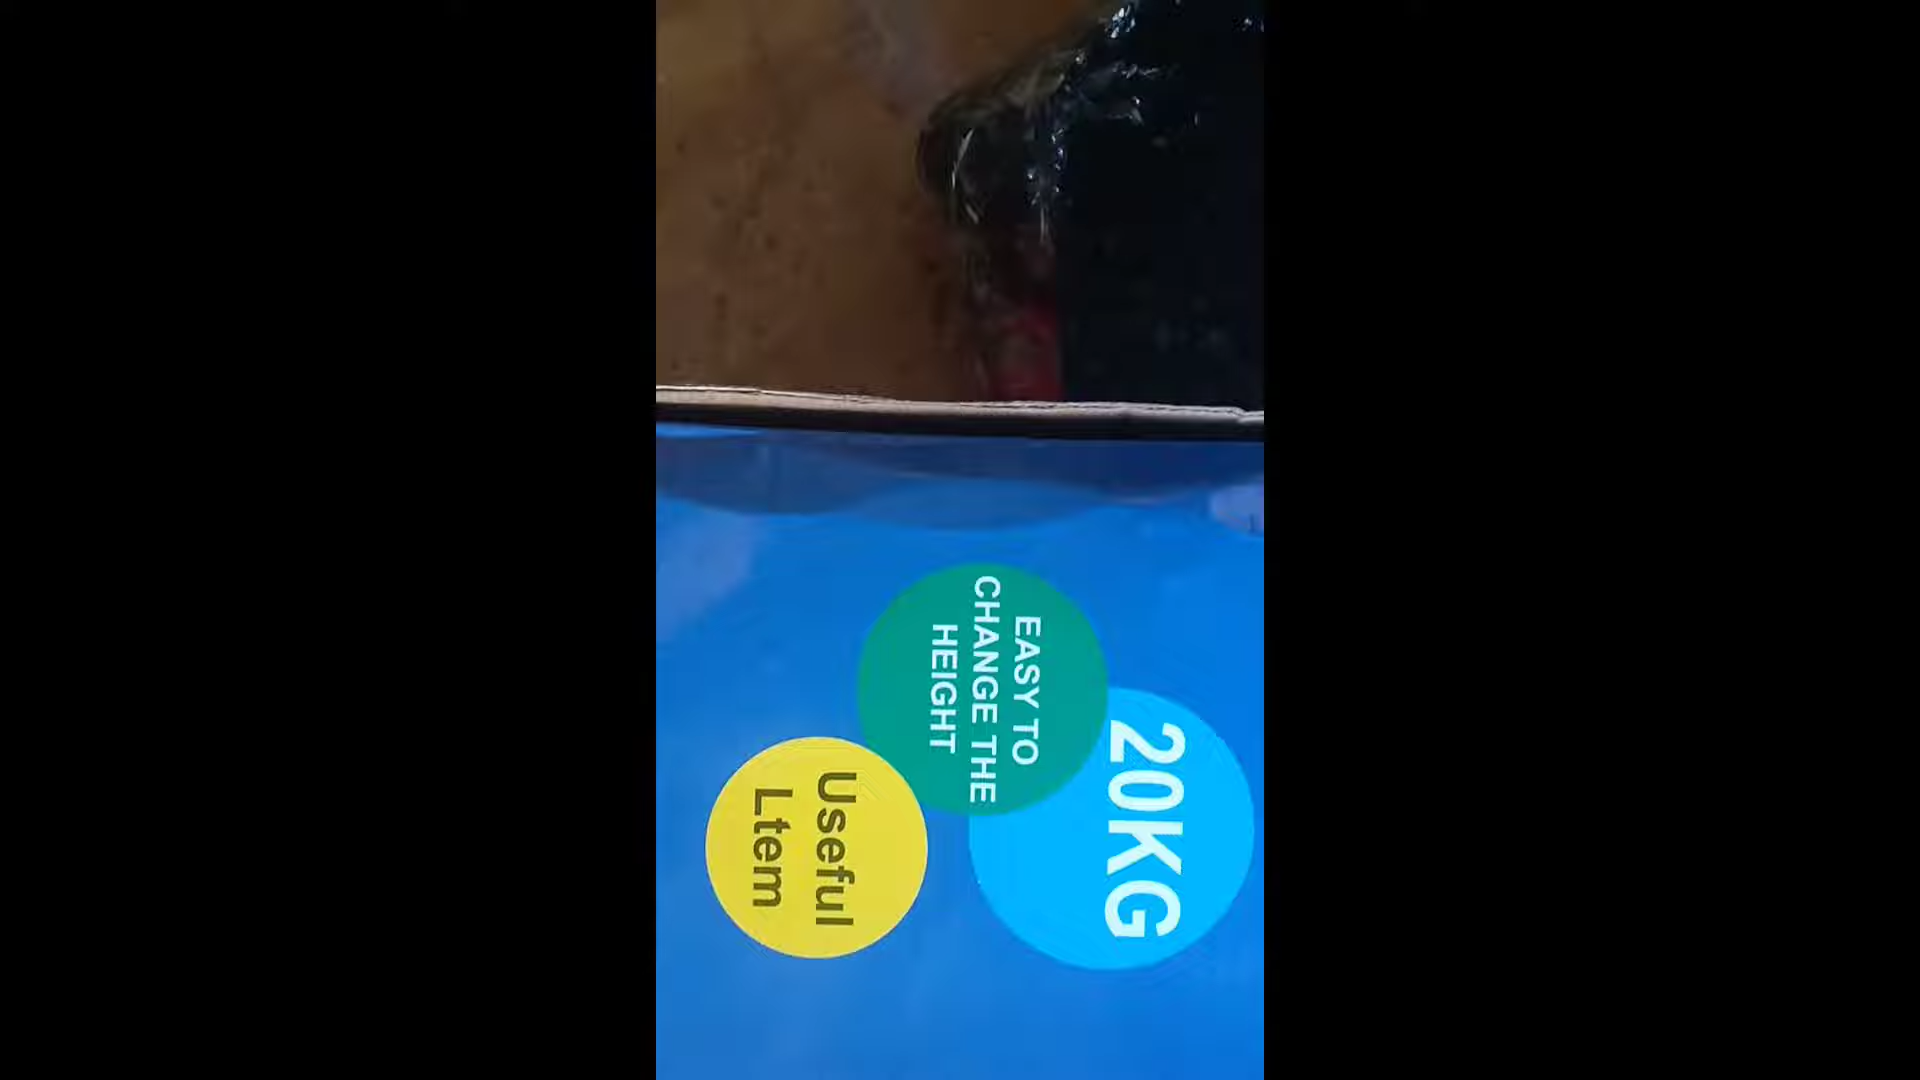 EASY TO
CHANGE THE
HEIGHT
20KG
Useful
Ltem